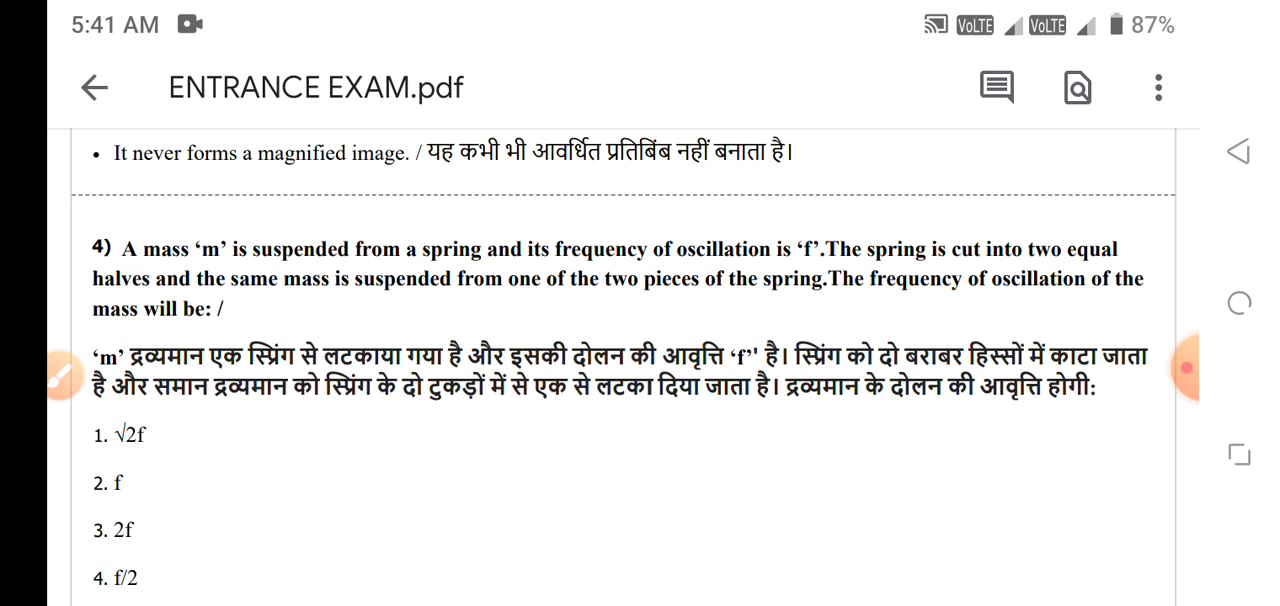 5:41 AM VoLTE VoLTE 87%
ENTRANCE EXAM.pdf
• It never forms a magnified image. / यह कभी भी आवर्धित प्रतिबिंब नहीं बनाता है।
4) A mass ‘m’ is suspended from a spring and its frequency of oscillation is ‘f’.The spring is cut into two equal
halves and the same mass is suspended from one of the two pieces of the spring.The frequency of oscillation of the
mass will be: /
‘m’ द्रव्यमान एक स्प्रिंग से लटकाया गया है और इसकी दोलन की आवृत्ति ‘f’' है। स्प्रिंग को दो बराबर हिस्सों में काटा जाता
है और समान द्रव्यमान को स्प्रिंग के दो टुकड़ों में से एक से लटका दिया जाता है। द्रव्यमान के दोलन की आवृत्ति होगी:
1. √2f
2. f
3. 2f
4. f/2